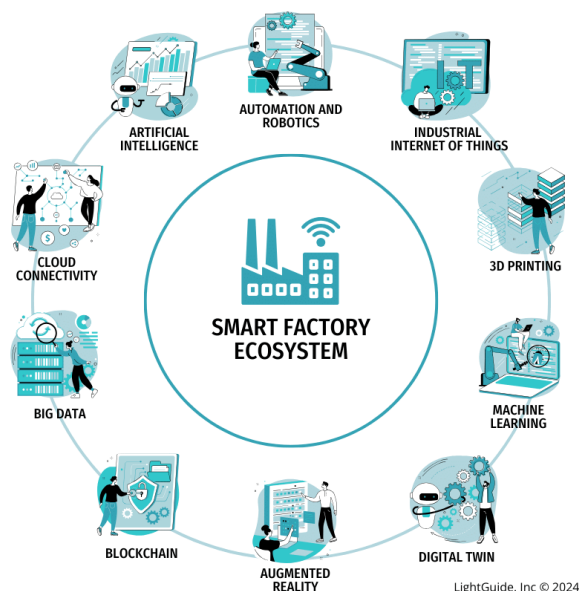 AUTOMATION AND
ROBOTICS
IoT
INDUSTRIAL
INTERNET OF THINGS
3D PRINTING
MACHINE
LEARNING
DIGITAL TWIN
AUGMENTED
REALITY
BLOCKCHAIN
BIG DATA
CLOUD
CONNECTIVITY
ARTIFICIAL
INTELLIGENCE
SMART FACTORY
ECOSYSTEM
LightGuide, Inc © 2024